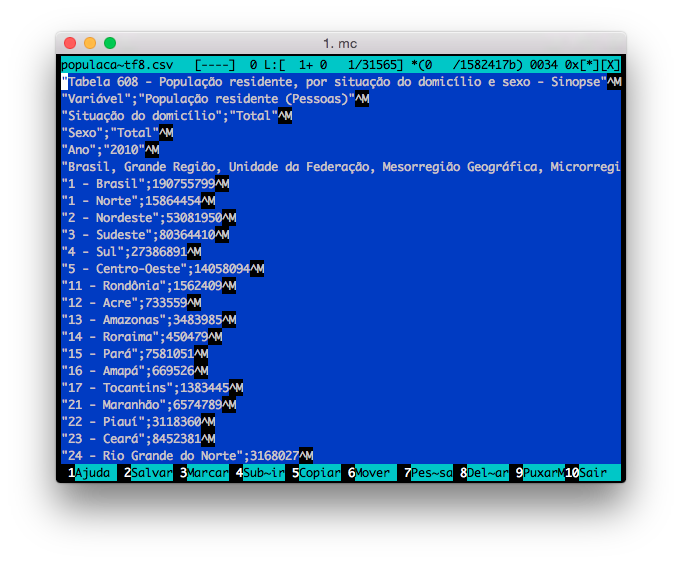 1. mc
populaca~tf8.csv [----] 0 L:[ 1+ 0 1/31565] *(0 /1582417b) 0034 0x[*][X]
"Tabela 608 - População residente, por situação do domicílio e sexo - Sinopse"^M
"Variável";"População residente (Pessoas)"^M
"Situação do domicílio";"Total"^M
"Sexo";"Total"^M
"Ano";"2010"^M
"Brasil, Grande Região, Unidade da Federação, Mesorregião Geográfica, Microrregi
"1 - Brasil";190755799^M
"1 - Norte";15864454^M
"2 - Nordeste";53081950^M
"3 - Sudeste";80364410^M
"4 - Sul";27386891^M
"5 - Centro-Oeste";14058094^M
"11 - Rondônia";1562409^M
"12 - Acre";733559^M
"13 - Amazonas";3483985^M
"14 - Roraima";450479^M
"15 - Pará";7581051^M
"16 - Amapá";669526^M
"17 - Tocantins";1383445^M
"21 - Maranhão";6574789^M
"22 - Piauí";3118360^M
"23 - Ceará";8452381^M
"24 - Rio Grande do Norte";3168027^M
1Ajuda 2Salvar 3Marcar 4Sub~ir 5Copiar 6Mover 7Pes~sa 8Del~ar 9PuxarM10Sair